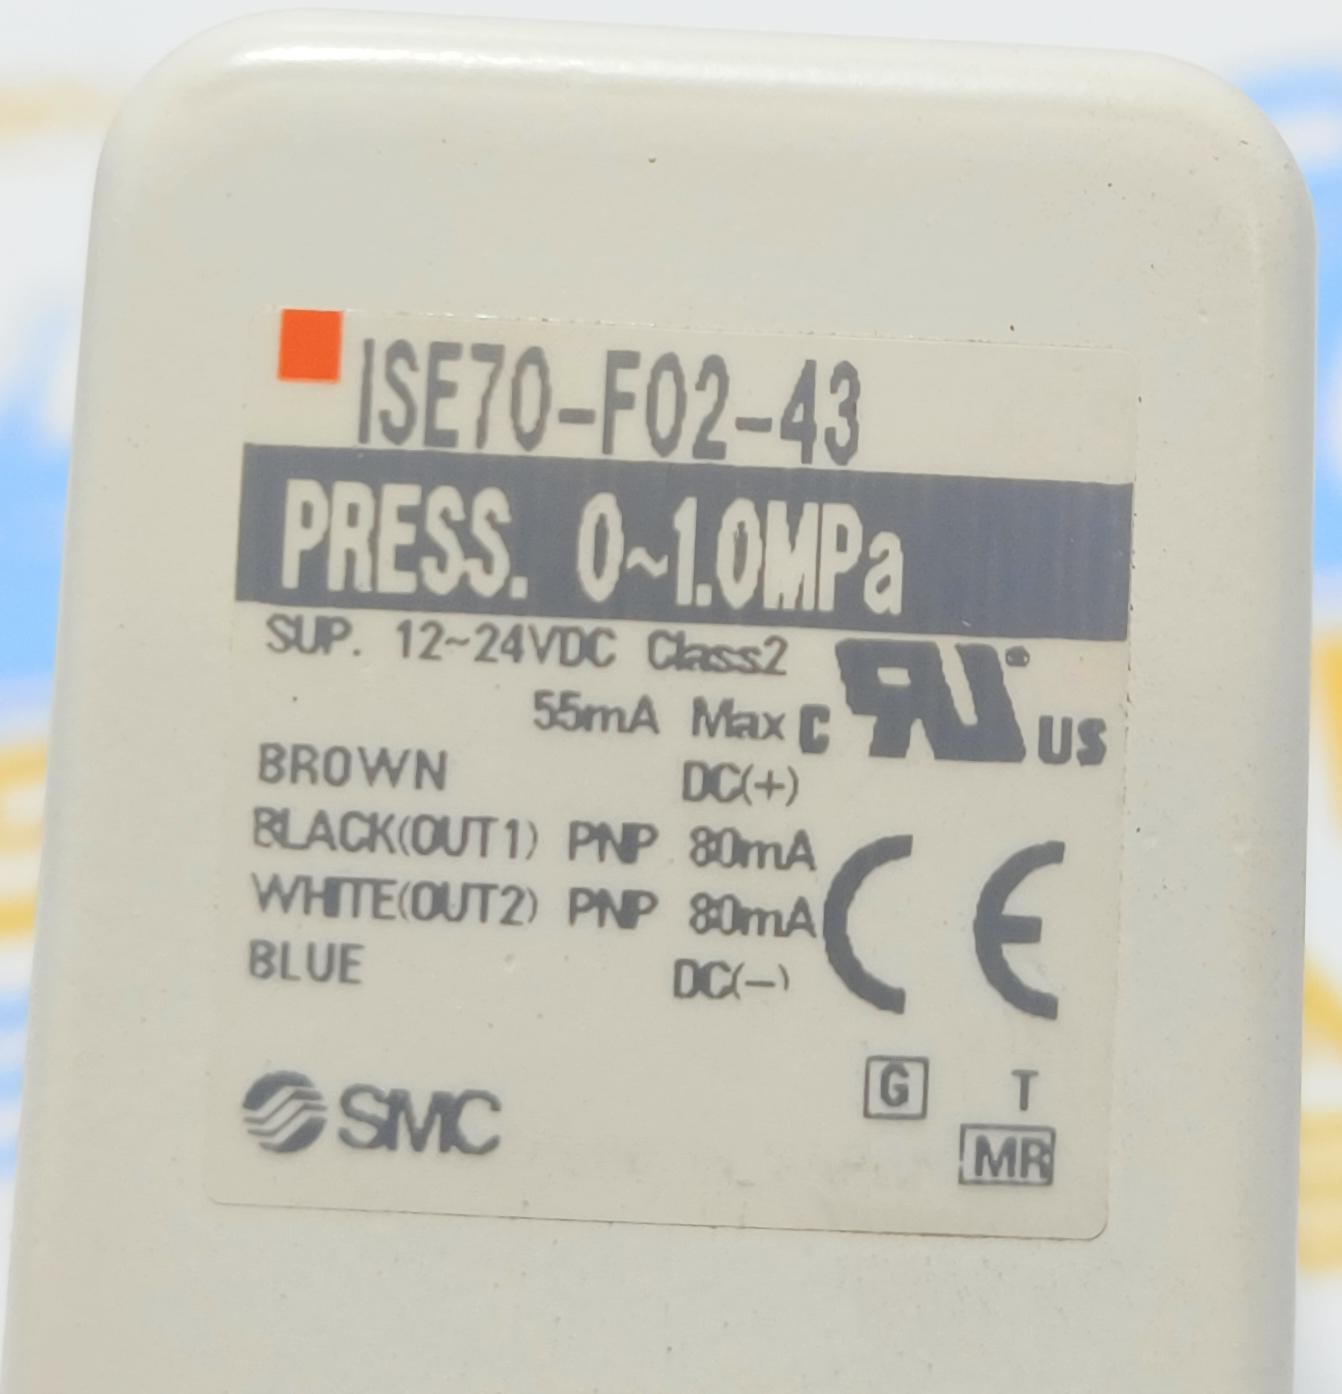 ISE70-F02-43
PRESS. 0~1.0MPa
SUP. 12~24VDC Class2
55mA Max
C RU® US
BROWN DC(+)
BLACK(OUT1) PNP 80mA
WHITE(OUT2) PNP 80mA
BLUE DC(-)
CE
SMC
G T
MR